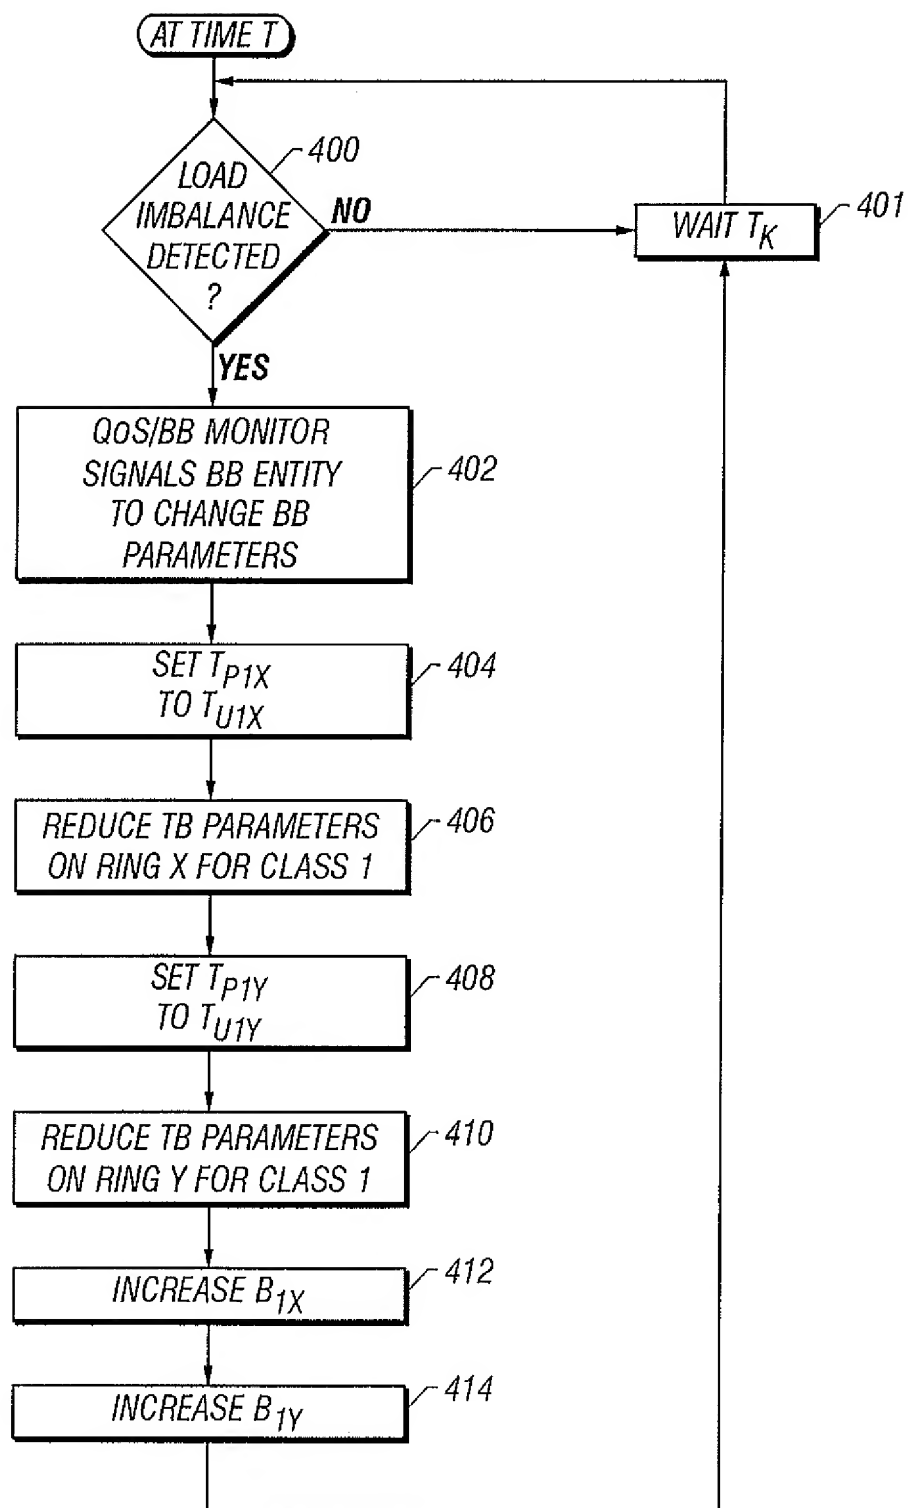 AT TIME T
400
LOAD
IMBALANCE
DETECTED
?
NO
WAIT T_K
401
YES
QoS/BB MONITOR
SIGNALS BB ENTITY
TO CHANGE BB
PARAMETERS
402
SET T_P1X
TO T_U1X
404
REDUCE TB PARAMETERS
ON RING X FOR CLASS 1
406
SET T_P1Y
TO T_U1Y
408
REDUCE TB PARAMETERS
ON RING Y FOR CLASS 1
410
INCREASE B_1X
412
INCREASE B_1Y
414